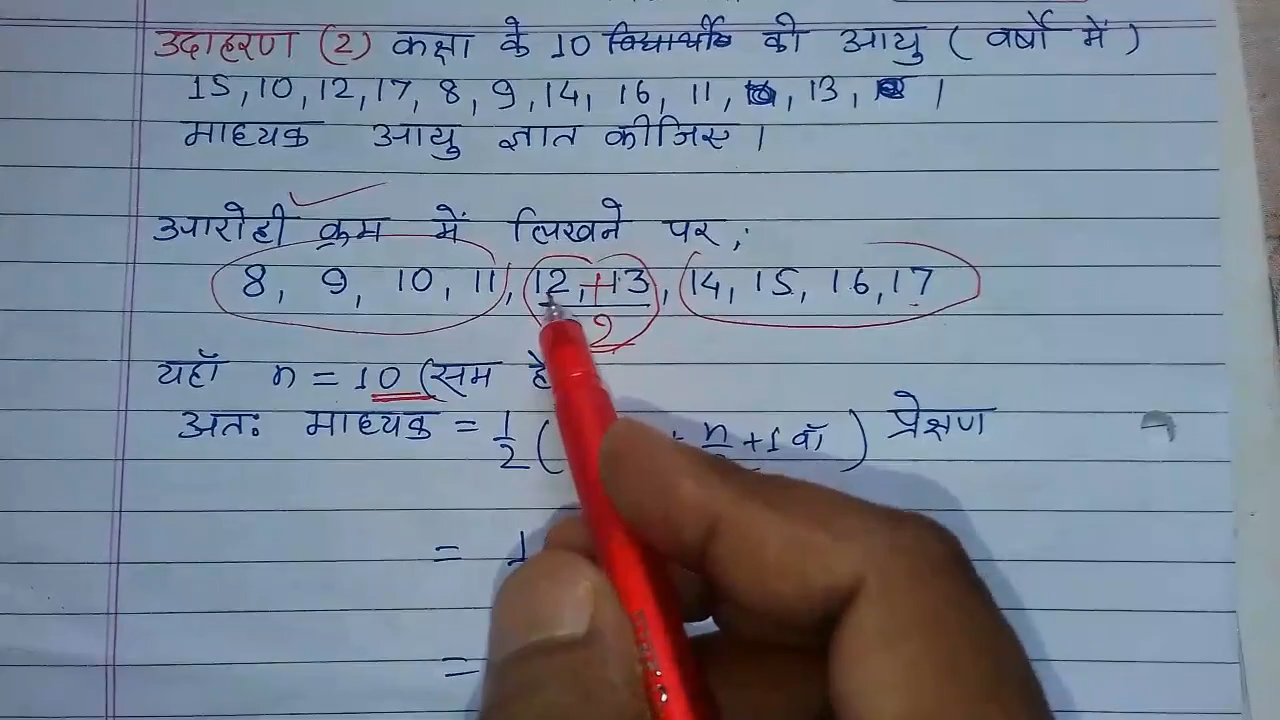 उदाहरण (2) कक्षा के 10 विद्यार्थी की आयु ( वर्षों में )
15, 10, 12, 17, 8, 9, 14, 16, 11, , 13, ।
माध्यक आयु ज्ञात कीजिए ।
आरोही क्रम में लिखने पर,
8, 9, 10, 11, 12, + 13, 14, 15, 16, 17
2
यहाँ n = 10 (सम है
अतः माध्यक = 1/2 ( + n/ +1 वाँ ) प्रेक्षण
= 1
=